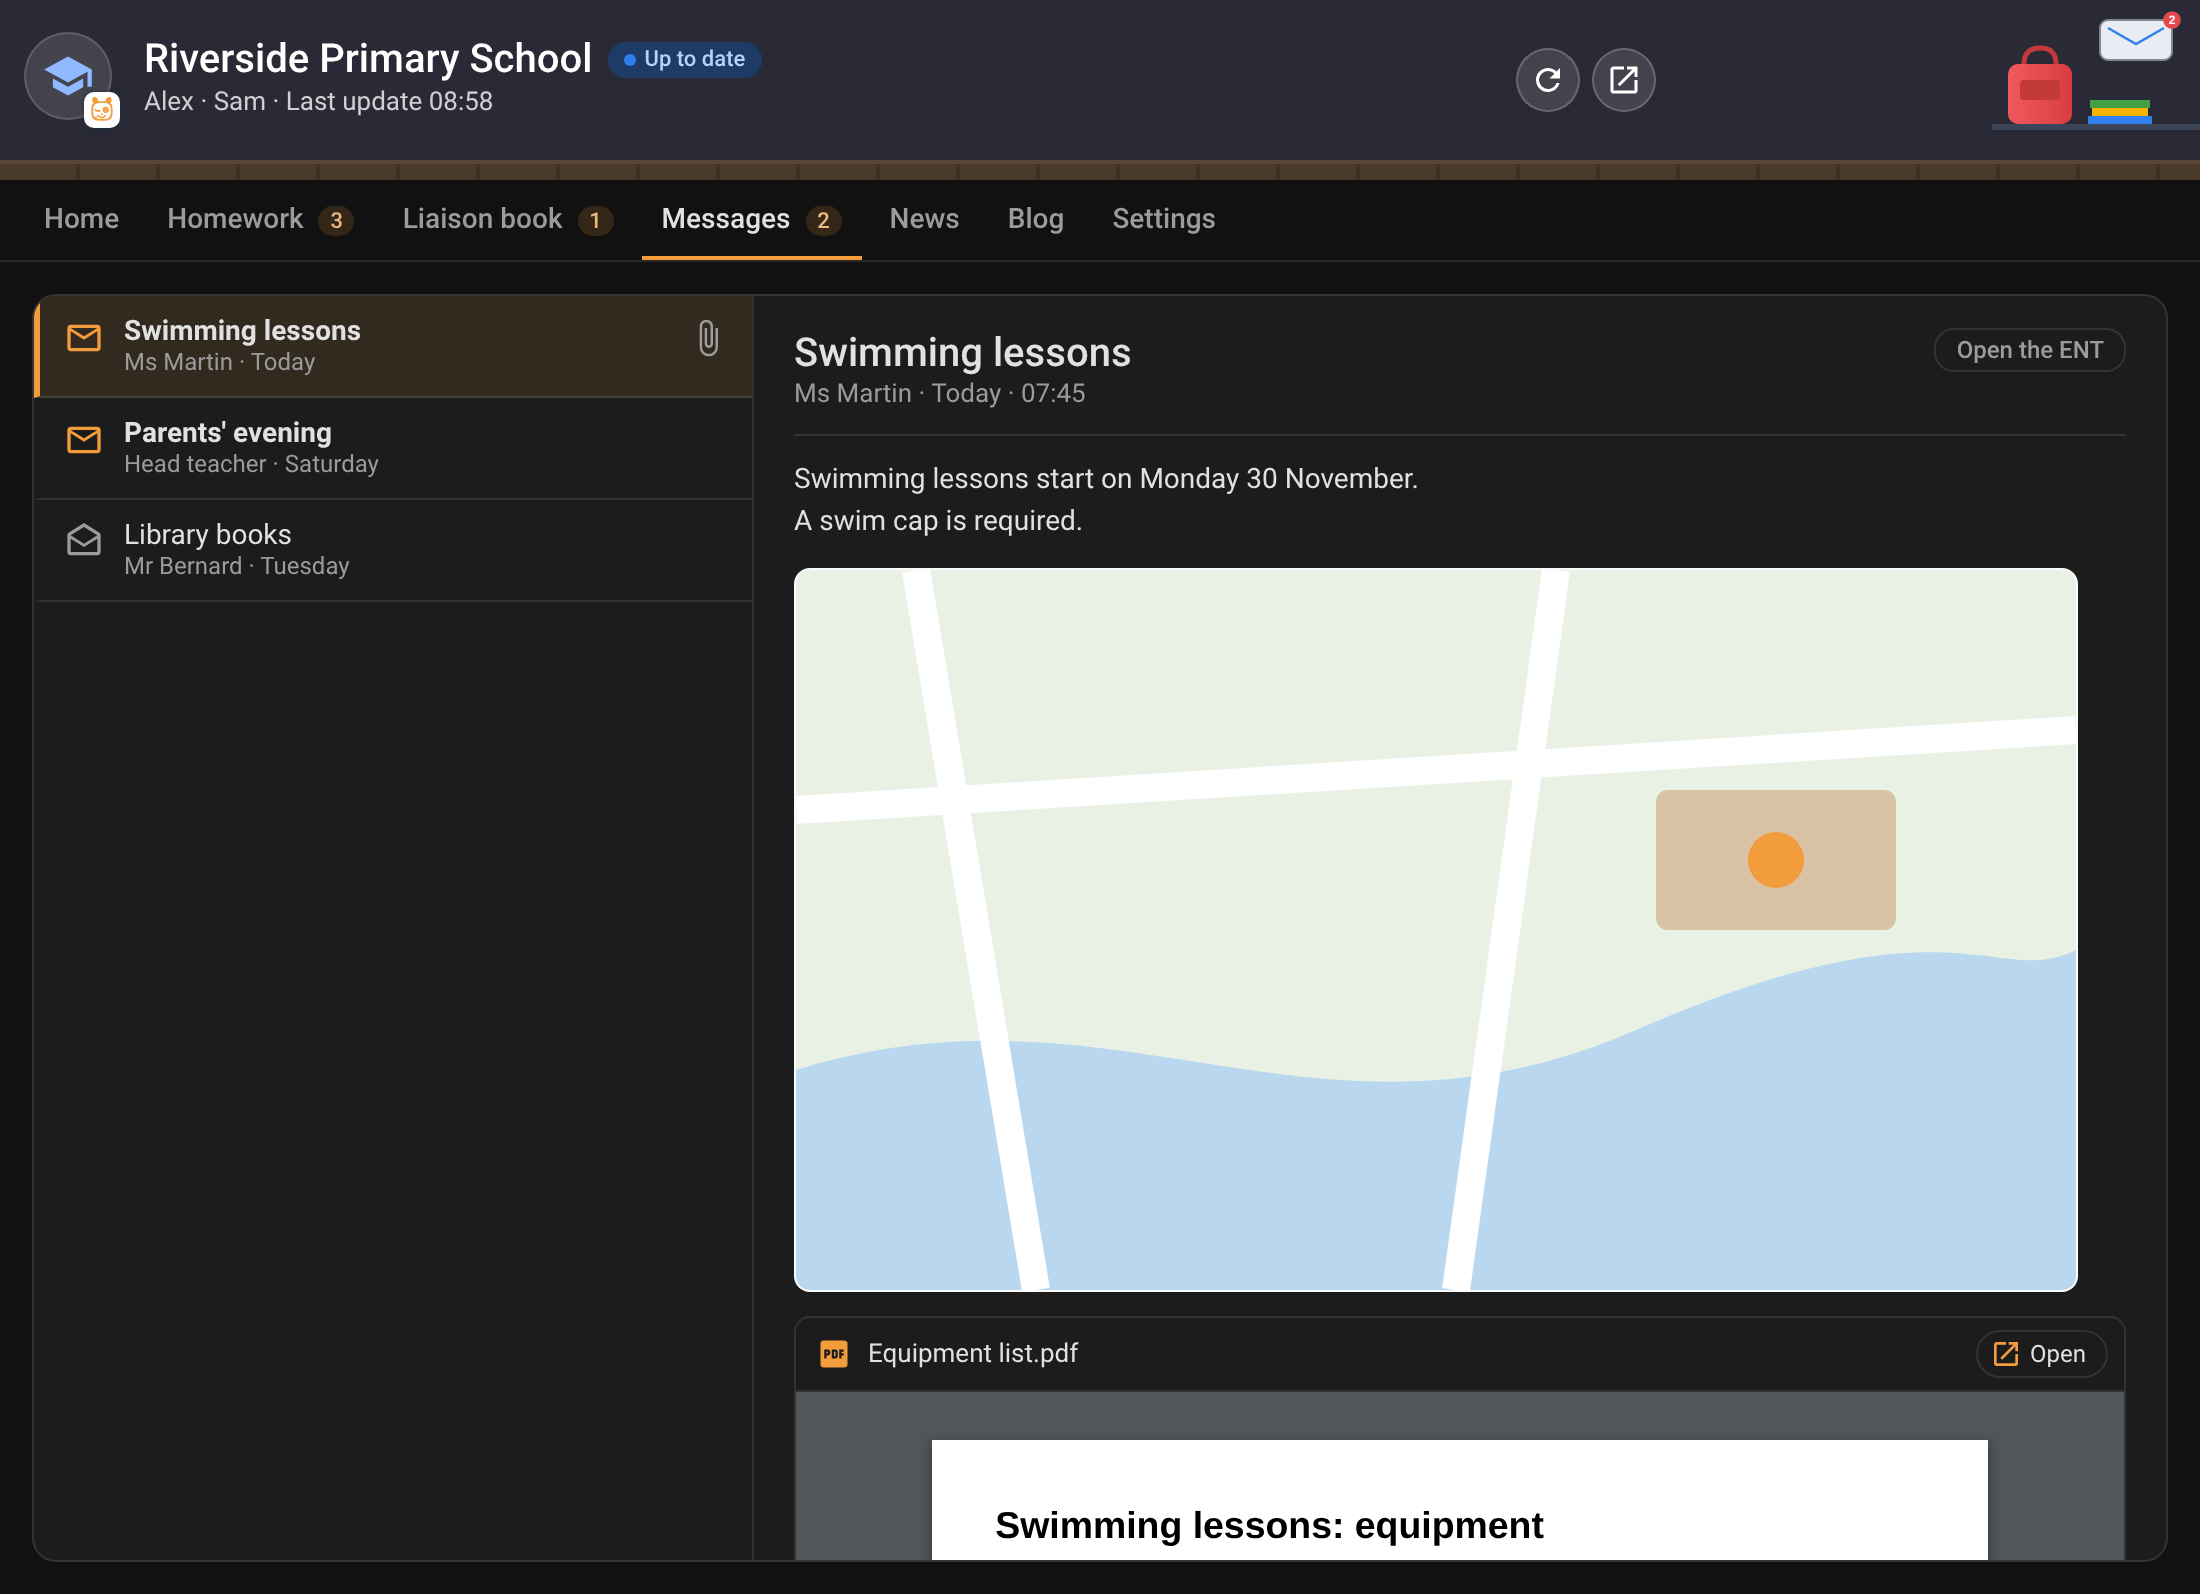 Riverside Primary School
Up to date
Alex · Sam · Last update 08:58
2
Home
Homework 3
Liaison book 1
Messages 2
News
Blog
Settings
Swimming lessons
Ms Martin · Today
Parents' evening
Head teacher · Saturday
Library books
Mr Bernard · Tuesday
Swimming lessons
Open the ENT
Ms Martin · Today · 07:45
Swimming lessons start on Monday 30 November.
A swim cap is required.
PDF
Equipment list.pdf
Open
Swimming lessons: equipment